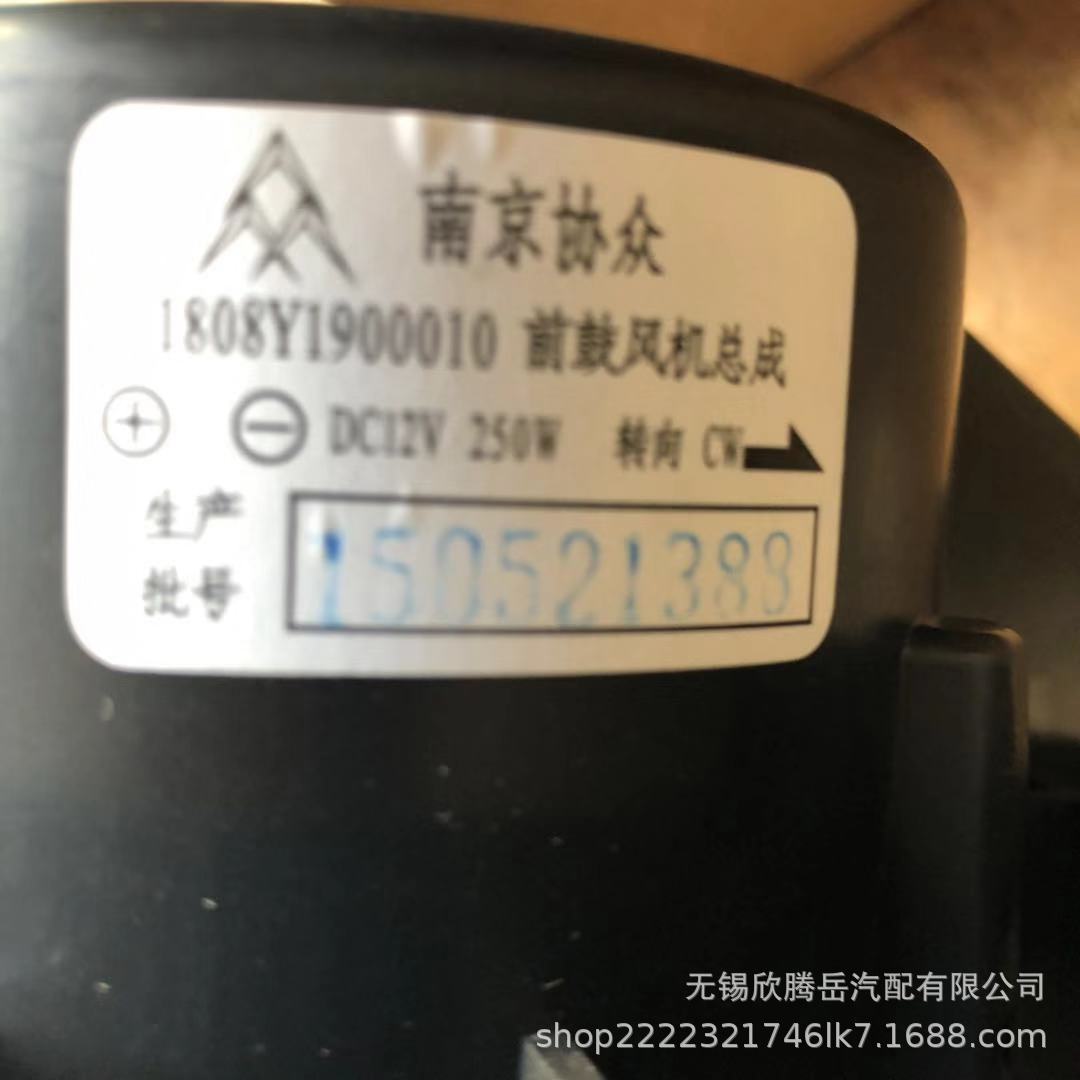 南京协众
1808Y1900010 前鼓风机总成
+ − DC12V 250W 转向 CW
生产
批号
150521388
无锡欣腾岳汽配有限公司
shop2222321746lk7.1688.com